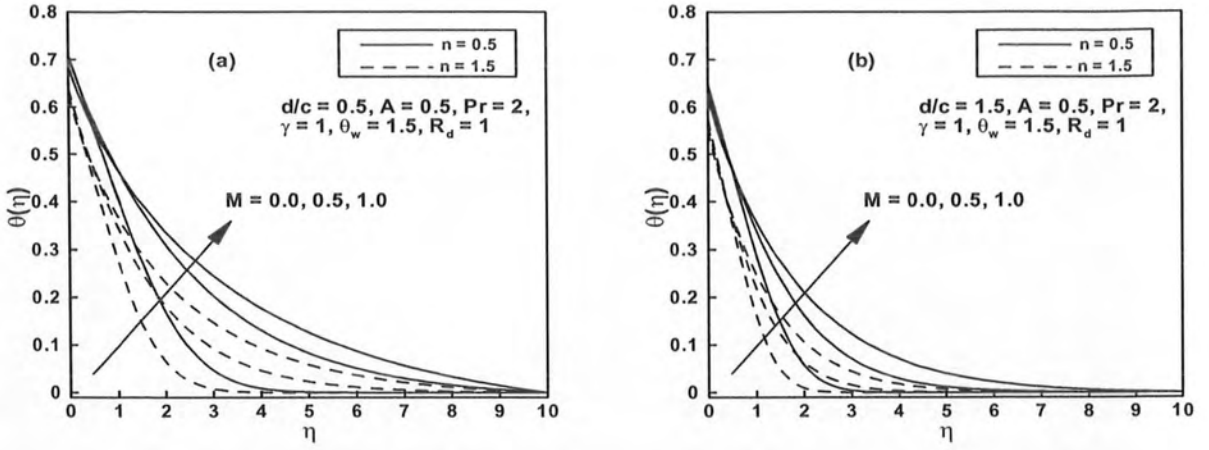 (a)
n = 0.5
n = 1.5
d/c = 0.5, A = 0.5, Pr = 2,
γ = 1, θw = 1.5, Rd = 1
M = 0.0, 0.5, 1.0
θ(η)
0.8
0.7
0.6
0.5
0.4
0.3
0.2
0.1
0
0 1 2 3 4 5 6 7 8 9 10
η
(b)
n = 0.5
n = 1.5
d/c = 1.5, A = 0.5, Pr = 2,
γ = 1, θw = 1.5, Rd = 1
M = 0.0, 0.5, 1.0
θ(η)
0.8
0.7
0.6
0.5
0.4
0.3
0.2
0.1
0
0 1 2 3 4 5 6 7 8 9 10
η